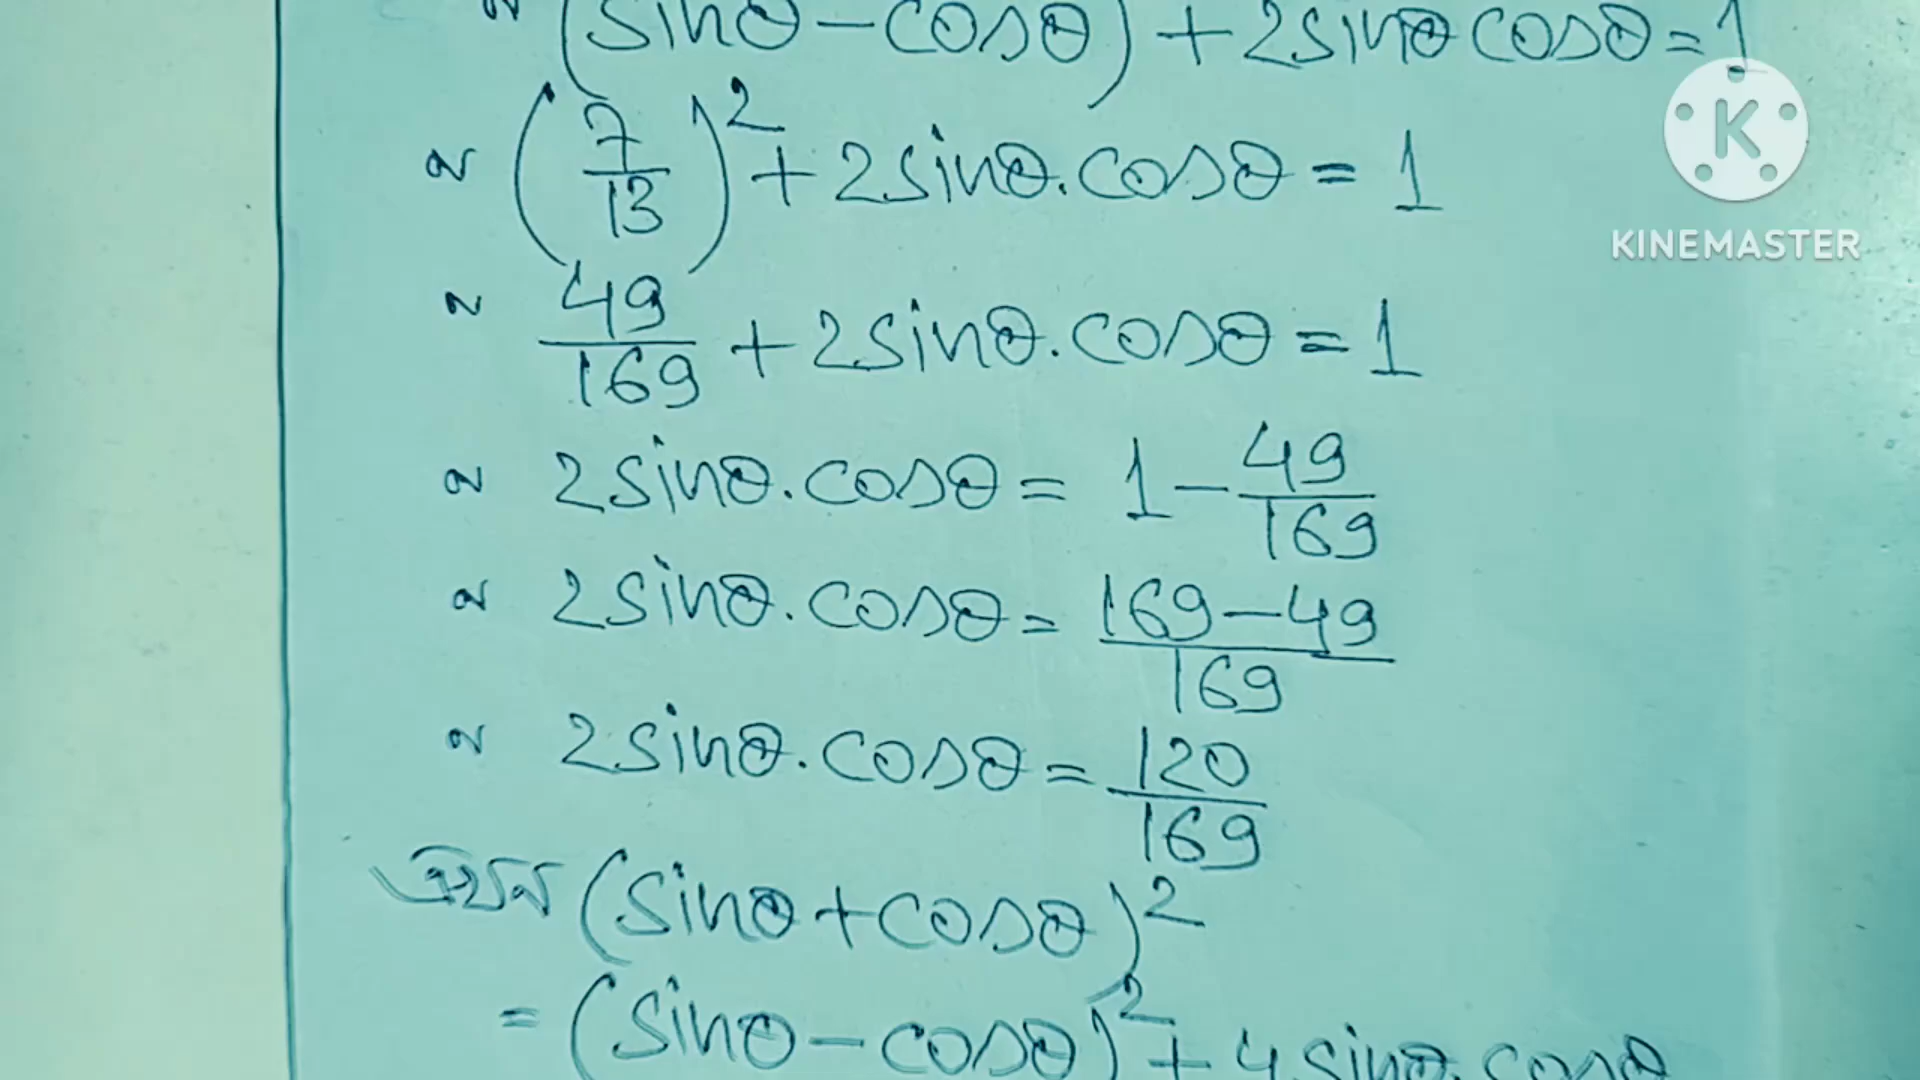 বা (sinθ-cosθ) + 2sinθ cosθ = 1
বা (7/13)² + 2sinθ.cosθ = 1
বা 49/169 + 2sinθ.cosθ = 1
বা 2sinθ.cosθ = 1 - 49/169
বা 2sinθ.cosθ = 169-49/169
বা 2sinθ.cosθ = 120/169
এখন (sinθ+cosθ)²
= (sinθ-cosθ)² + 4sinθ.cosθ
K
KINEMASTER